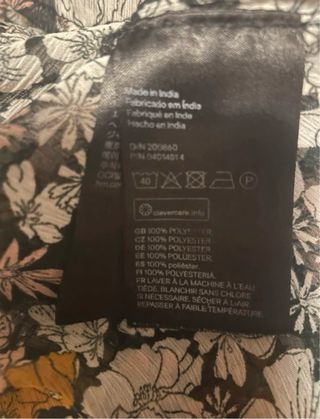 Made in India
Fabricado em Índia
Fabriqué en Inde
Hecho en India
O/N 200860
P/N 04014014
40
P
clevercare.info
GB 100% POLYESTER
CZ 100% POLYESTER
DE 100% POLYESTER
EE 100% POLÜESTER
ES 100% poliéster
FI 100% POLYESTERIÄ
FR LAVER À LA MACHINE À L'EAU
TIÈDE. BLANCHIR SANS CHLORE
SI NÉCESSAIRE. SÉCHER À L'AIR.
REPASSER À FAIBLE TEMPÉRATURE.